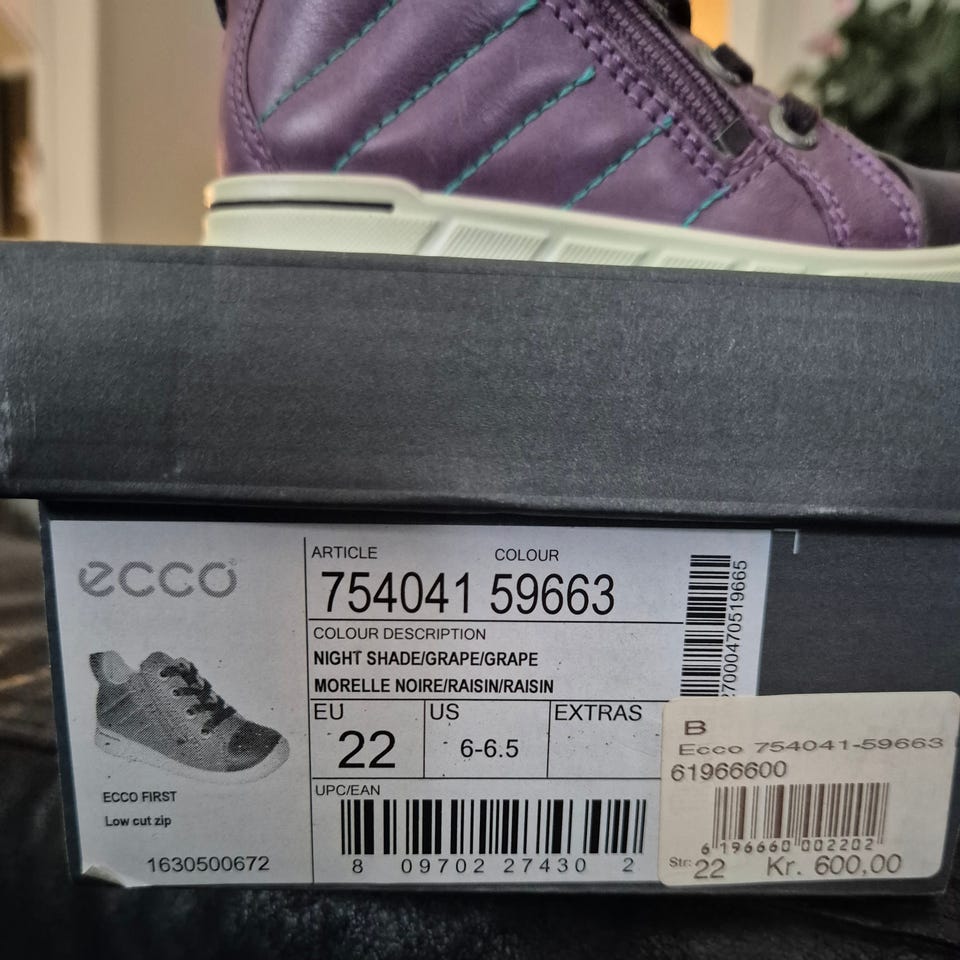 ecco
ARTICLE COLOUR
754041 59663
COLOUR DESCRIPTION
NIGHT SHADE/GRAPE/GRAPE
MORELLE NOIRE/RAISIN/RAISIN
EU US EXTRAS
22 6-6.5
ECCO FIRST
Low cut zip
1630500672
UPC/EAN
8 09702 27430 2
B
Ecco 754041-59663
61966600
6 196660 002202
Str: 22 Kr. 600,00